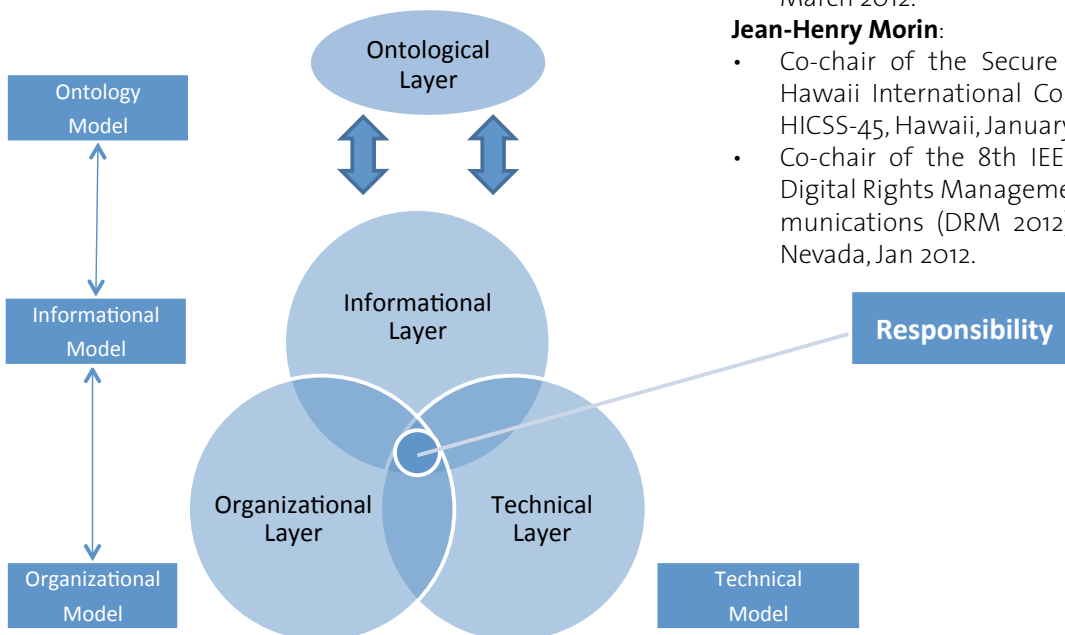 Ontological
Layer
Ontology
Model
Informational
Layer
Informational
Model
Organizational
Layer
Technical
Layer
Organizational
Model
Technical
Model
Responsibility
March 2012.
Jean-Henry Morin:
• Co-chair of the Secure
Hawaii International Co
HICSS-45, Hawaii, January
• Co-chair of the 8th IEE
Digital Rights Manageme
munications (DRM 2012)
Nevada, Jan 2012.